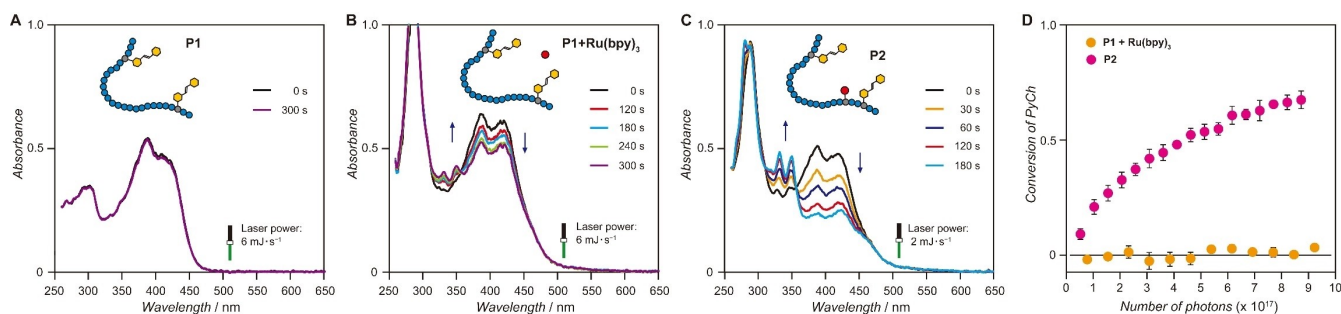 A
1.0
0.5
0
Absorbance
P1
0 s
300 s
Laser power:
6 mJ·s⁻¹
250 300 350 400 450 500 550 600 650
Wavelength / nm
B
1.0
0.5
0
Absorbance
P1+Ru(bpy)₃
0 s
120 s
180 s
240 s
300 s
Laser power:
6 mJ·s⁻¹
250 300 350 400 450 500 550 600 650
Wavelength / nm
C
1.0
0.5
0
Absorbance
P2
0 s
30 s
60 s
120 s
180 s
Laser power:
2 mJ·s⁻¹
250 300 350 400 450 500 550 600 650
Wavelength / nm
D
1.0
0.5
0
Conversion of PyCh
P1 + Ru(bpy)₃
P2
0 1 2 3 4 5 6 7 8 9 10
Number of photons (x 10¹⁷)